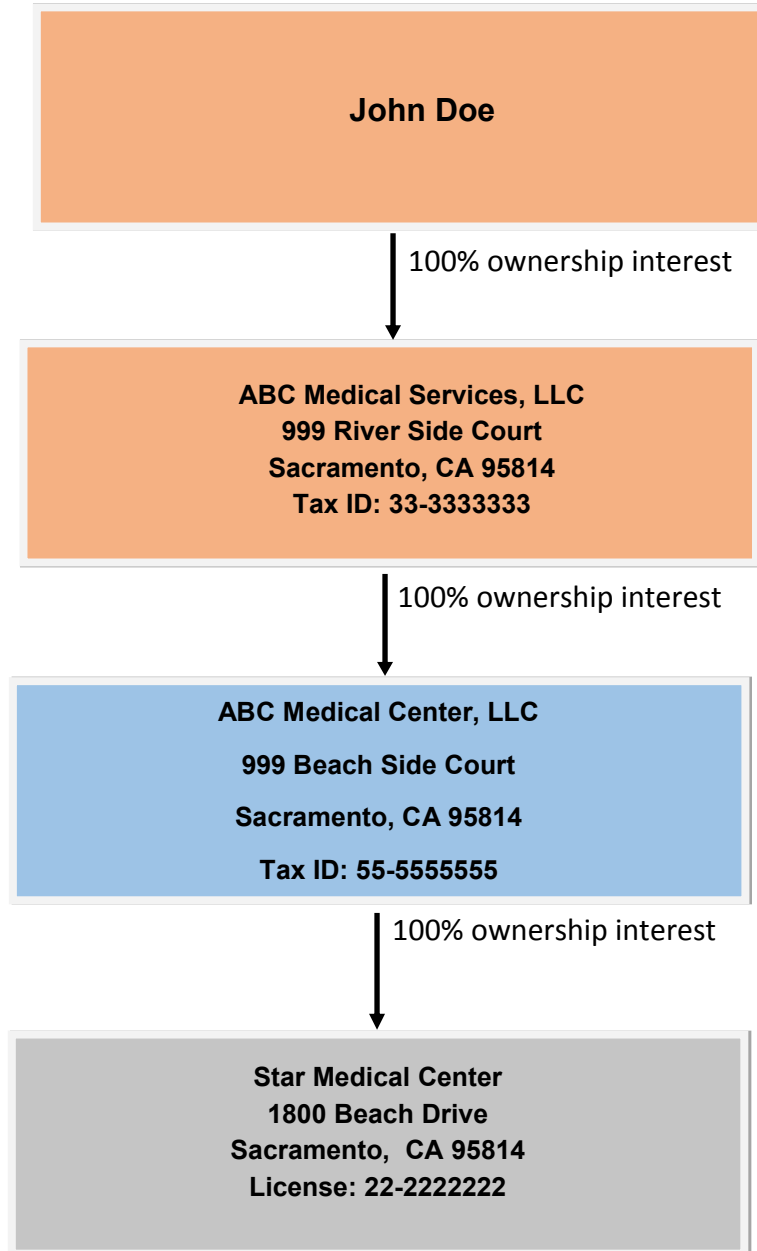 John Doe
100% ownership interest
ABC Medical Services, LLC
999 River Side Court
Sacramento, CA 95814
Tax ID: 33-3333333
100% ownership interest
ABC Medical Center, LLC
999 Beach Side Court
Sacramento, CA 95814
Tax ID: 55-5555555
100% ownership interest
Star Medical Center
1800 Beach Drive
Sacramento,  CA 95814
License: 22-2222222